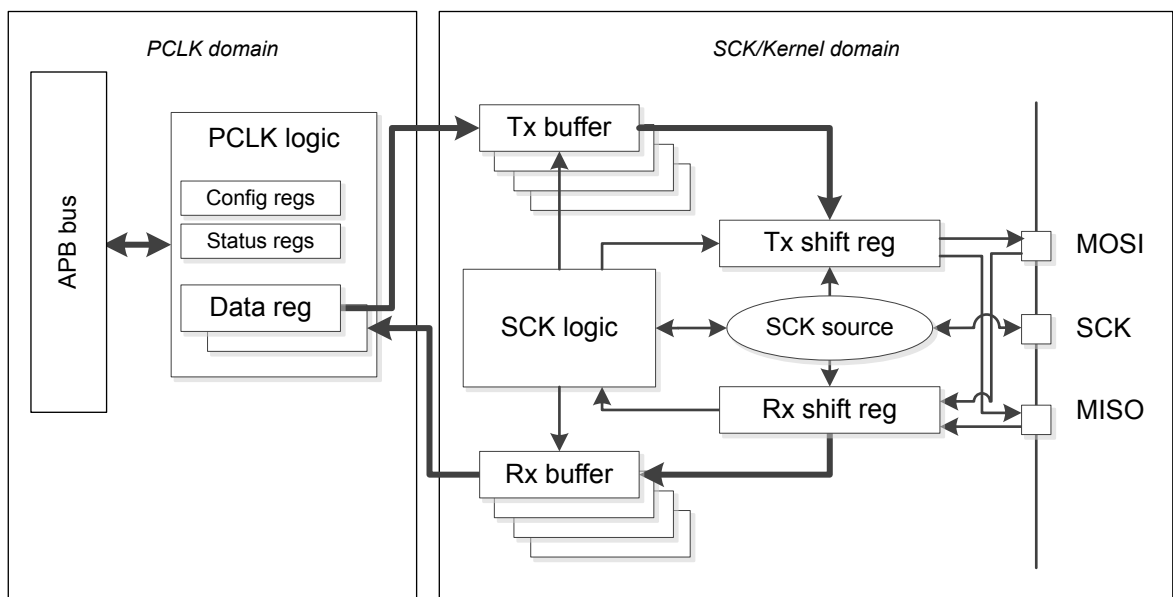 PCLK domain
SCK/Kernel domain
APB bus
PCLK logic
Config regs
Status regs
Data reg
Tx buffer
Tx shift reg
SCK logic
SCK source
Rx shift reg
Rx buffer
MOSI
SCK
MISO